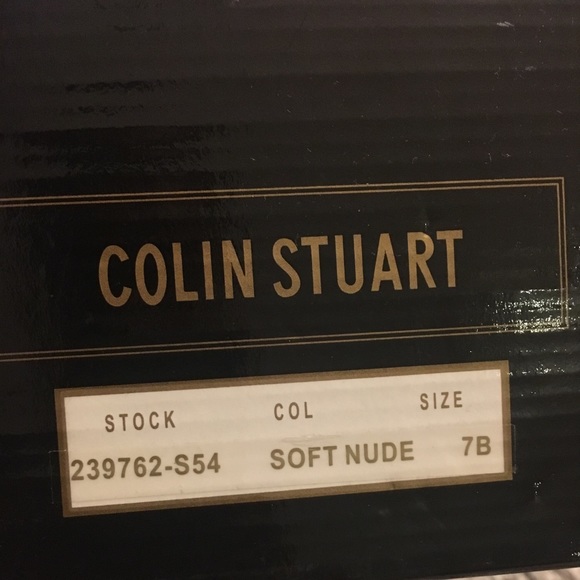 COLIN STUART
STOCK COL SIZE
239762-S54 SOFT NUDE 7B